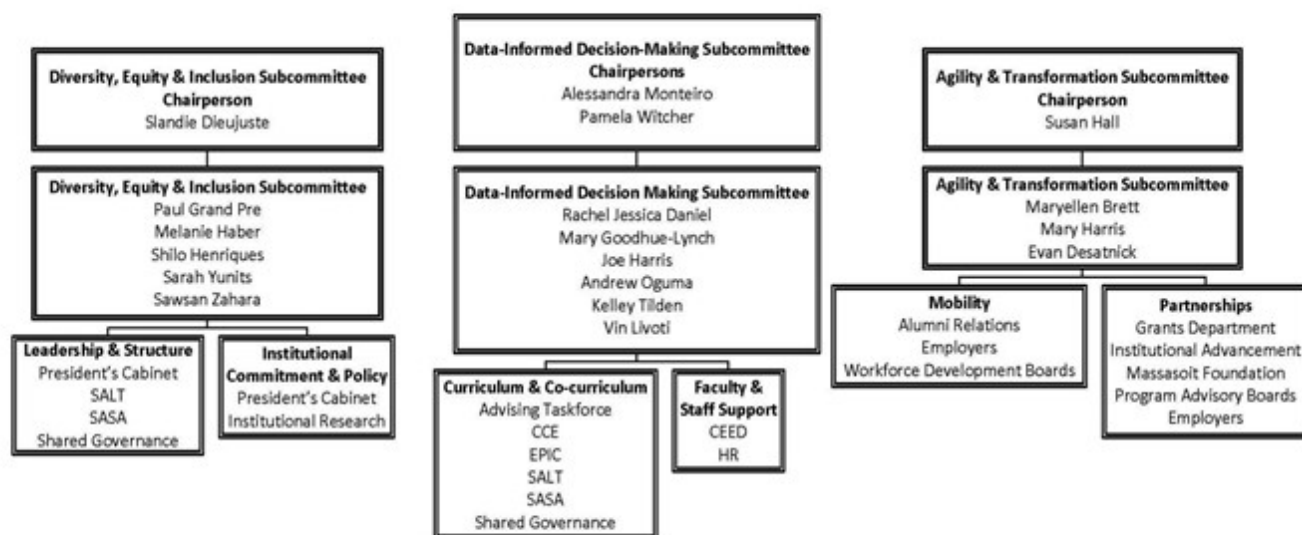 Diversity, Equity & Inclusion Subcommittee
Chairperson
Slandie Dieujuste
Diversity, Equity & Inclusion Subcommittee
Paul Grand Pre
Melanie Haber
Shilo Henriques
Sarah Yunits
Sawsan Zahara
Leadership & Structure
President's Cabinet
SALT
SASA
Shared Governance
Institutional
Commitment & Policy
President's Cabinet
Institutional Research
Data-Informed Decision-Making Subcommittee
Chairpersons
Alessandra Monteiro
Pamela Witcher
Data-Informed Decision Making Subcommittee
Rachel Jessica Daniel
Mary Goodhue-Lynch
Joe Harris
Andrew Oguma
Kelley Tilden
Vin Livoti
Curriculum & Co-curriculum
Advising Taskforce
CCE
EPIC
SALT
SASA
Shared Governance
Faculty &
Staff Support
CEED
HR
Agility & Transformation Subcommittee
Chairperson
Susan Hall
Agility & Transformation Subcommittee
Maryellen Brett
Mary Harris
Evan Desatnick
Mobility
Alumni Relations
Employers
Workforce Development Boards
Partnerships
Grants Department
Institutional Advancement
Massasoit Foundation
Program Advisory Boards
Employers